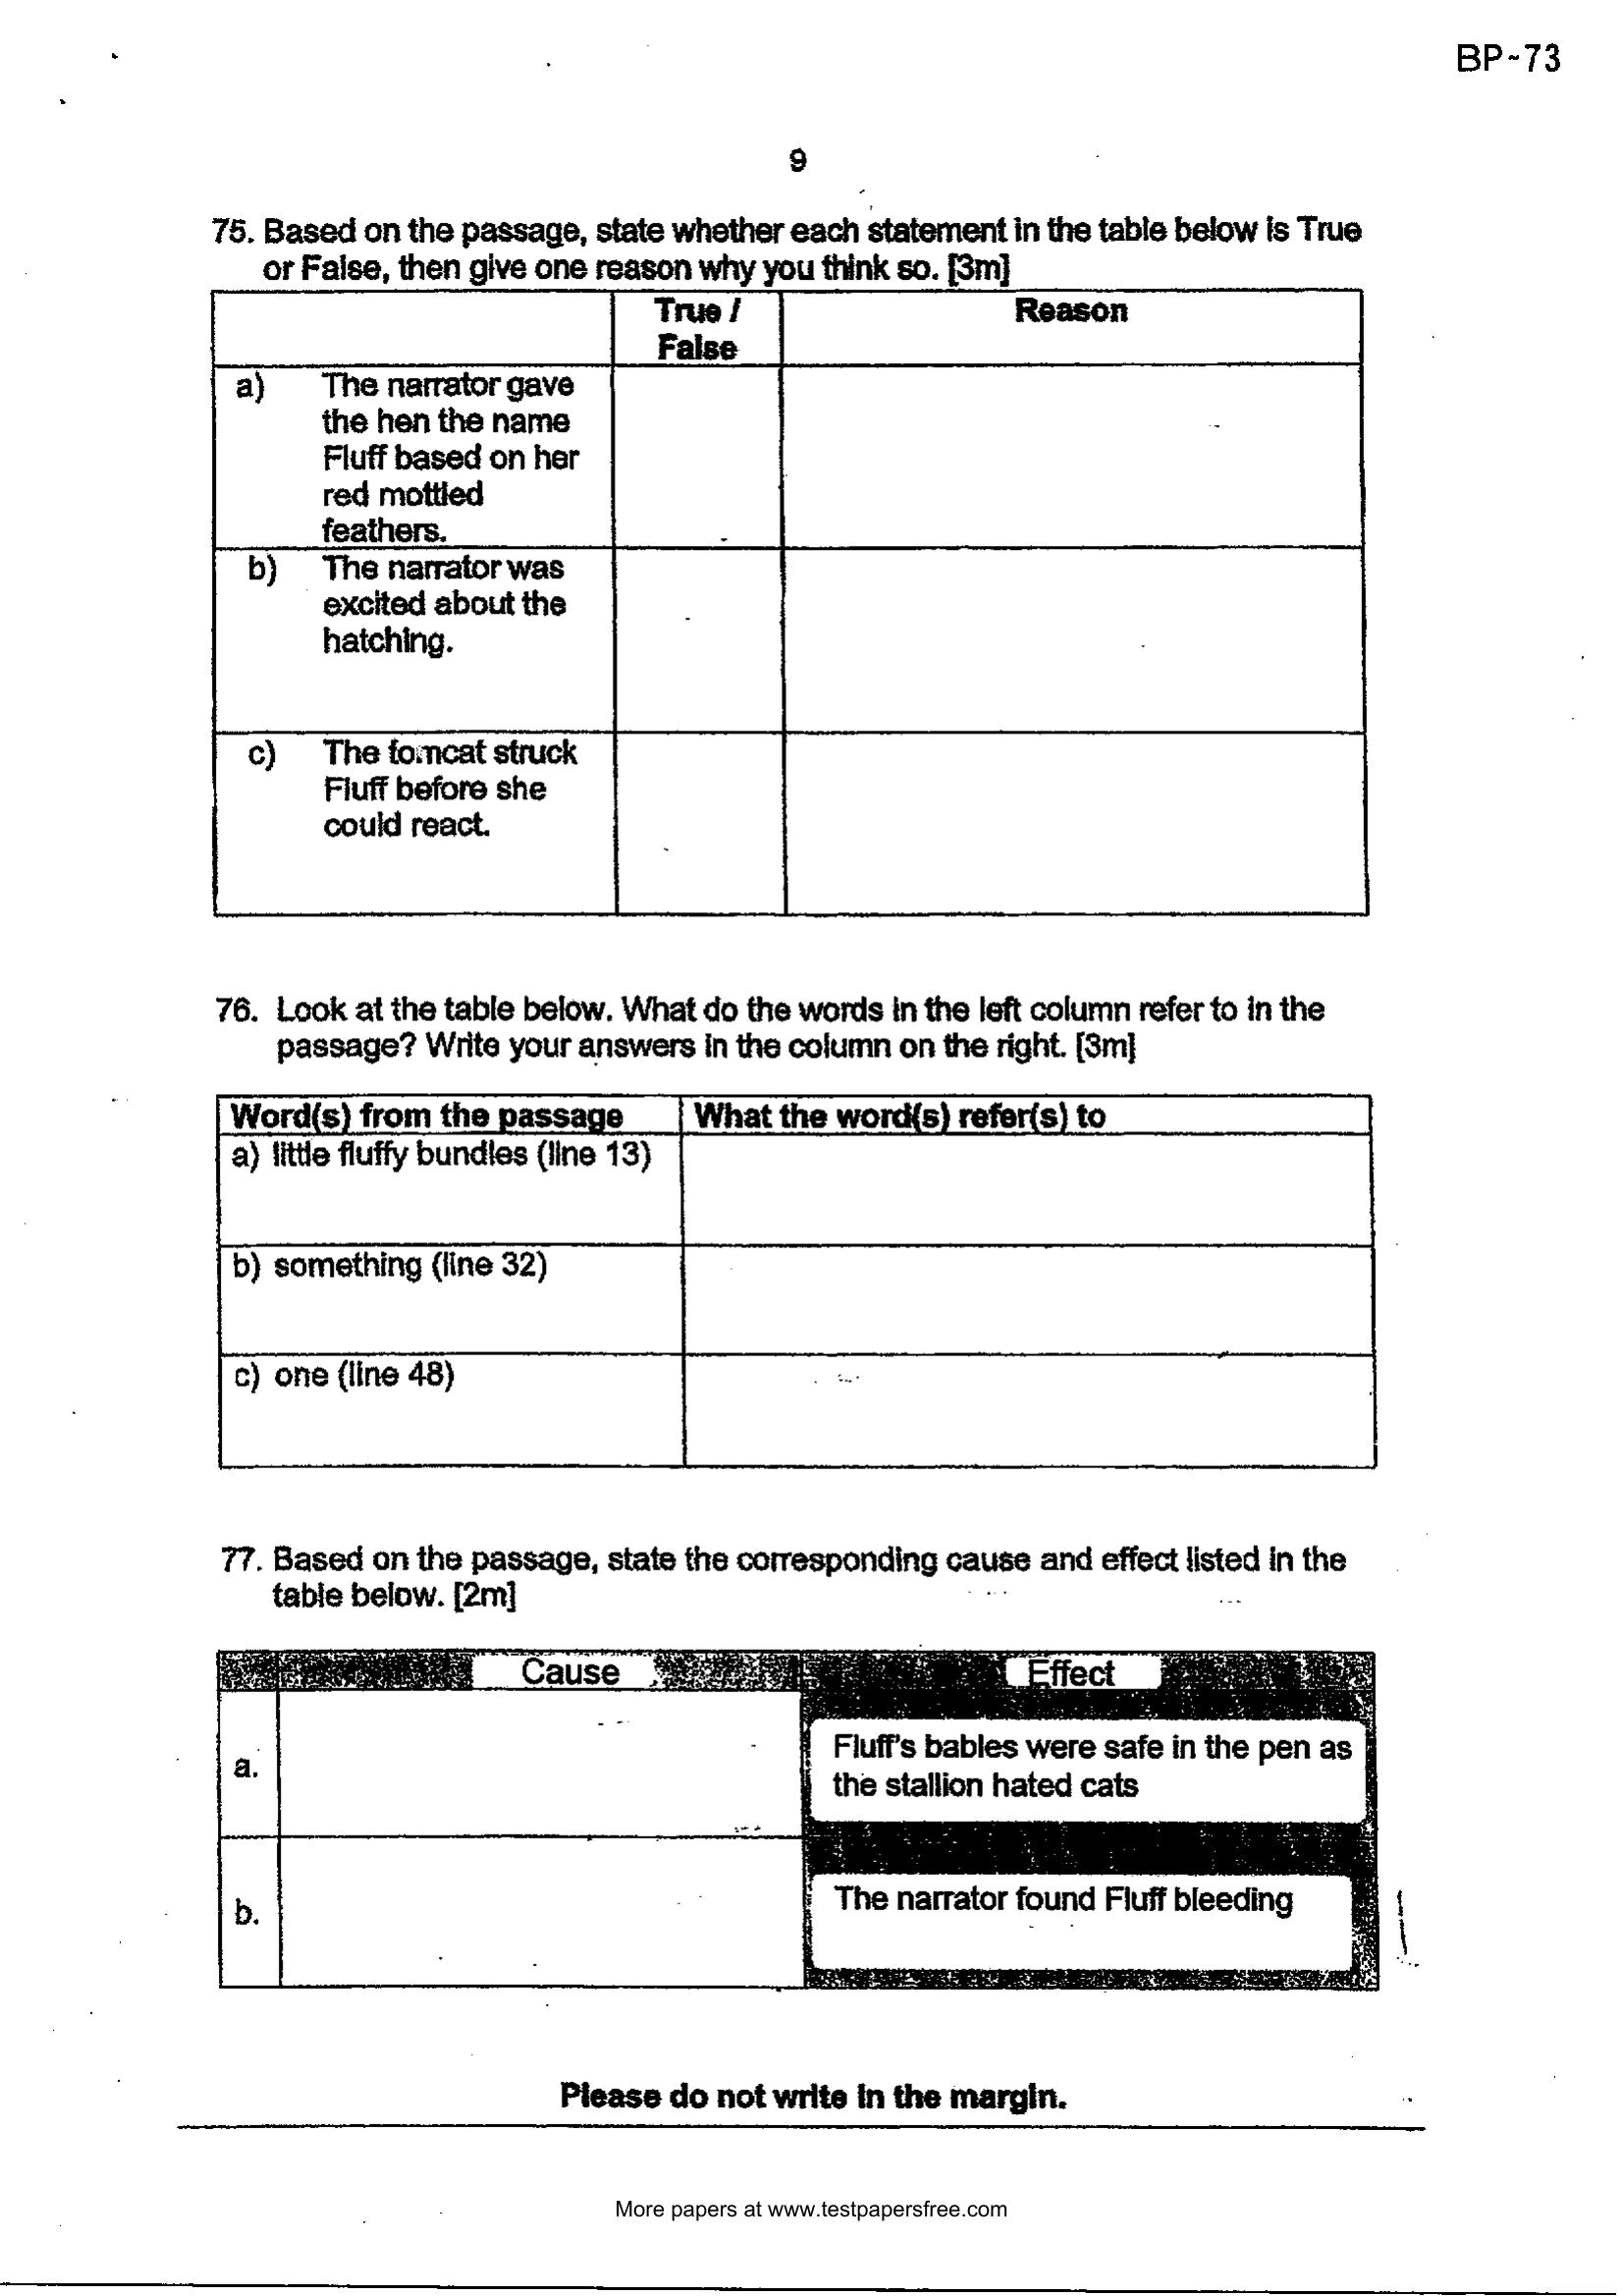 BP-73
9
75. Based on the passage, state whether each statement in the table below is True
or False, then give one reason why you think so. [3m]
True /
False
Reason
a) The narrator gave
the hen the name
Fluff based on her
red mottled
feathers.
b) The narrator was
excited about the
hatching.
c) The tomcat struck
Fluff before she
could react.
76. Look at the table below. What do the words in the left column refer to in the
passage? Write your answers in the column on the right. [3m]
Word(s) from the passage What the word(s) refer(s) to
a) little fluffy bundles (line 13)
b) something (line 32)
c) one (line 48)
77. Based on the passage, state the corresponding cause and effect listed in the
table below. [2m]
Cause Effect
a. Fluff's babies were safe in the pen as
the stallion hated cats
b. The narrator found Fluff bleeding
Please do not write in the margin.
More papers at www.testpapersfree.com